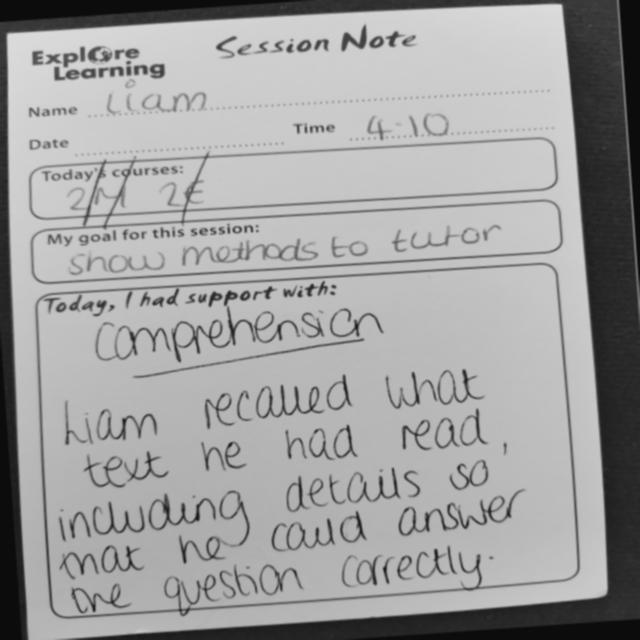 Explore Learning
Session Note
Name Liam
Date
Time 4-10
Today's courses:
2M 2E
My goal for this session:
show methods to tutor
Today, I had support with:
comprehension
Liam recalled what
text he had read,
including details so
that he could answer
the question correctly.